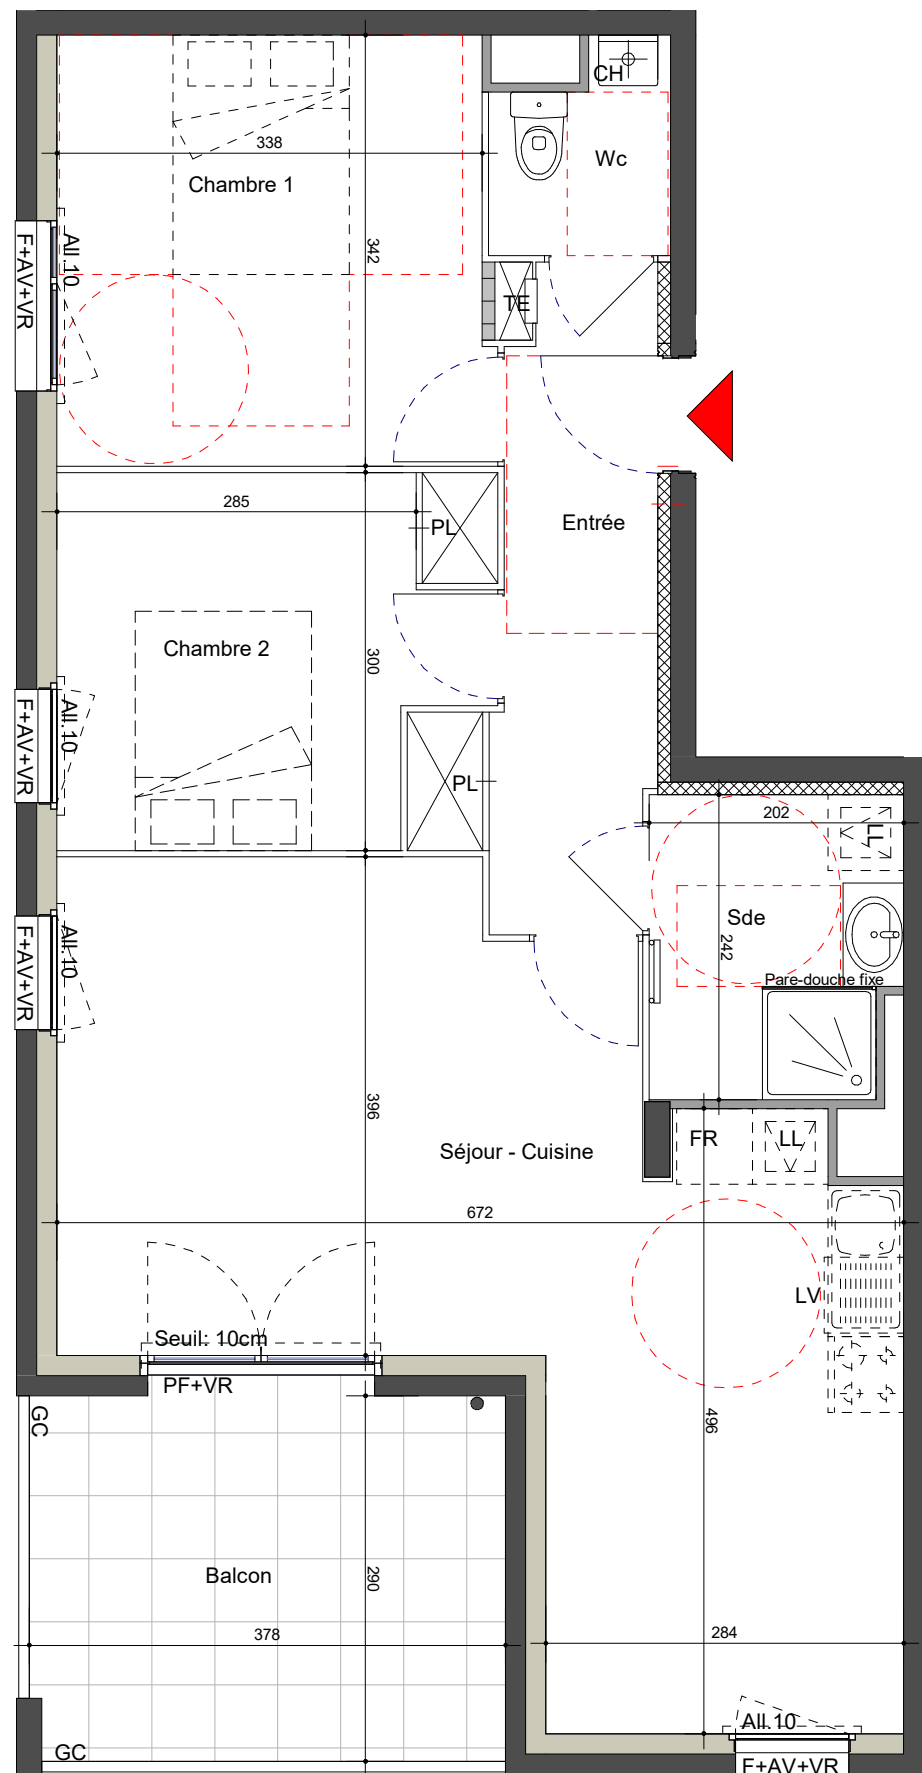 CH
338
Wc
Chambre 1
342
All.10
F+AV+VR
TE
285
PL
Entrée
Chambre 2
300
All.10
F+AV+VR
PL
202
LL
Sde
242
All.10
F+AV+VR
Pare-douche fixe
396
FR
LL
Séjour - Cuisine
672
LV
Seuil: 10cm
PF+VR
GC
496
Balcon
290
378
284
All.10
GC
F+AV+VR